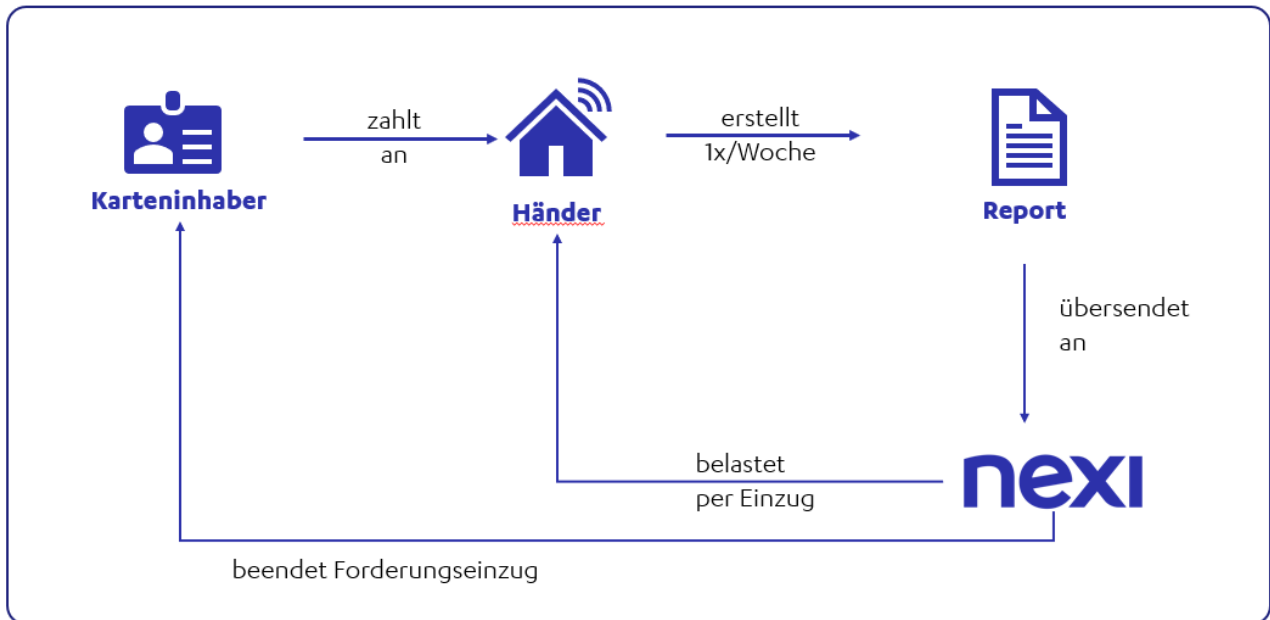 zahlt
an
erstellt
1x/Woche
Karteninhaber
Händer
Report
übersendet
an
belastet
per Einzug
nexi
beendet Forderungseinzug